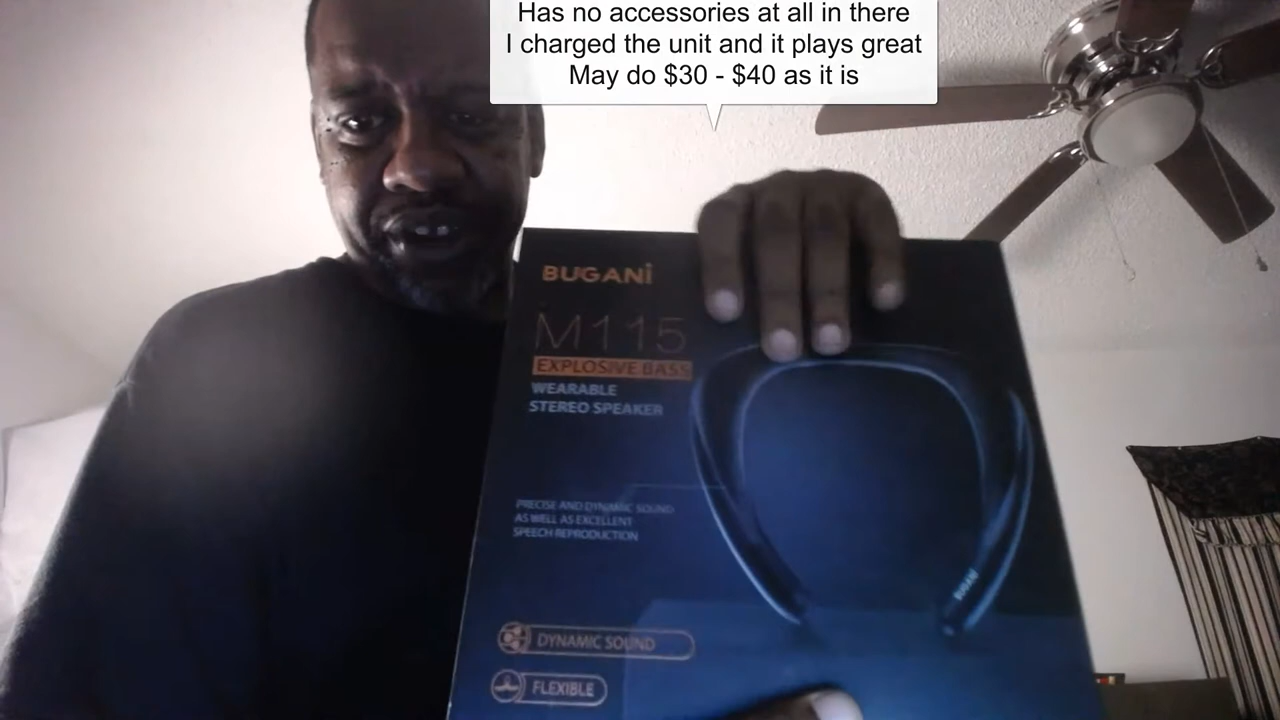 Has no accessories at all in there
I charged the unit and it plays great
May do $30 - $40 as it is
BUGANi
M115
EXPLOSIVE BASS
WEARABLE
STEREO SPEAKER
PRECISE AND DYNAMIC SOUND
AS WELL AS EXCELLENT
SPEECH REPRODUCTION
BUGANi
DYNAMIC SOUND
FLEXIBLE